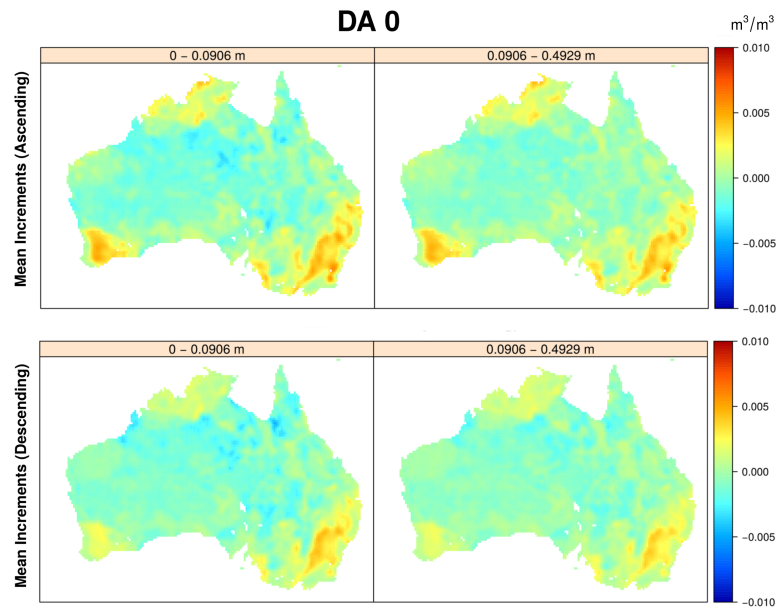 DA 0
m³/m³
0 − 0.0906 m
0.0906 − 0.4929 m
Mean Increments (Ascending)
0.010
0.005
0.000
−0.005
−0.010
0 − 0.0906 m
0.0906 − 0.4929 m
Mean Increments (Descending)
0.010
0.005
0.000
−0.005
−0.010